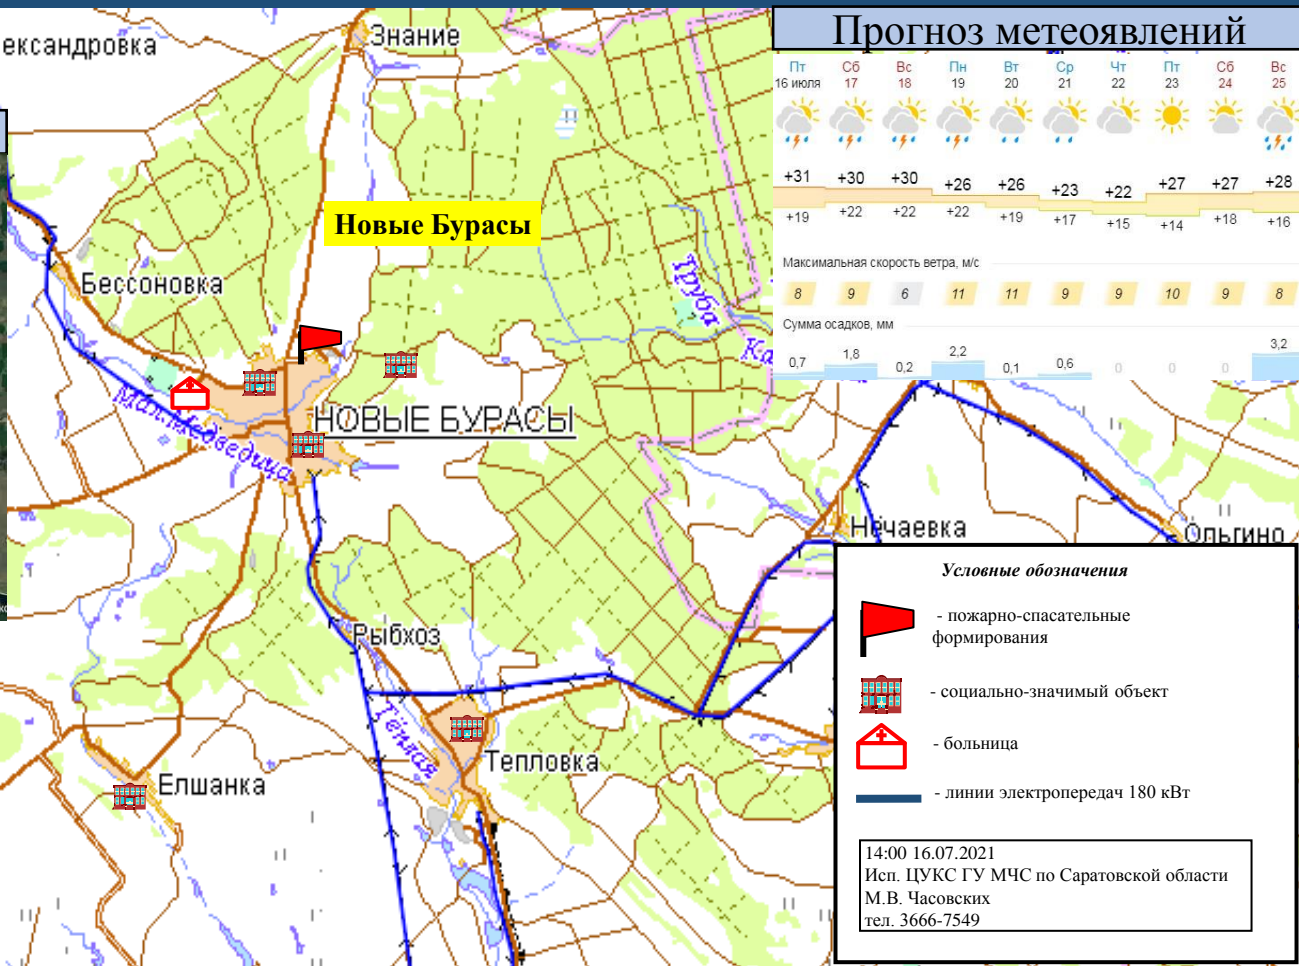 Прогноз метеоявлений
Пт Сб Вс Пн Вт Ср Чт Пт Сб Вс
16 июля 17 18 19 20 21 22 23 24 25
+31 +30 +30 +26 +26 +23 +22 +27 +27 +28
+19 +22 +22 +22 +19 +17 +15 +14 +18 +16
Максимальная скорость ветра, м/с
8 9 6 11 11 9 9 10 9 8
Сумма осадков, мм
0,7 1,8 0,2 2,2 0,1 0,6 0 0 0 3,2
ександровка
Знание
Новые Бурасы
Бессоновка
Труба
Ка
Мал.Медведица
НОВЫЕ БУРАСЫ
Нечаевка
Ольгино
Рыбхоз
Тёплая
Тепловка
Елшанка
Условные обозначения
- пожарно-спасательные
формирования
- социально-значимый объект
- больница
- линии электропередач 180 кВт
14:00 16.07.2021
Исп. ЦУКС ГУ МЧС по Саратовской области
М.В. Часовских
тел. 3666-7549